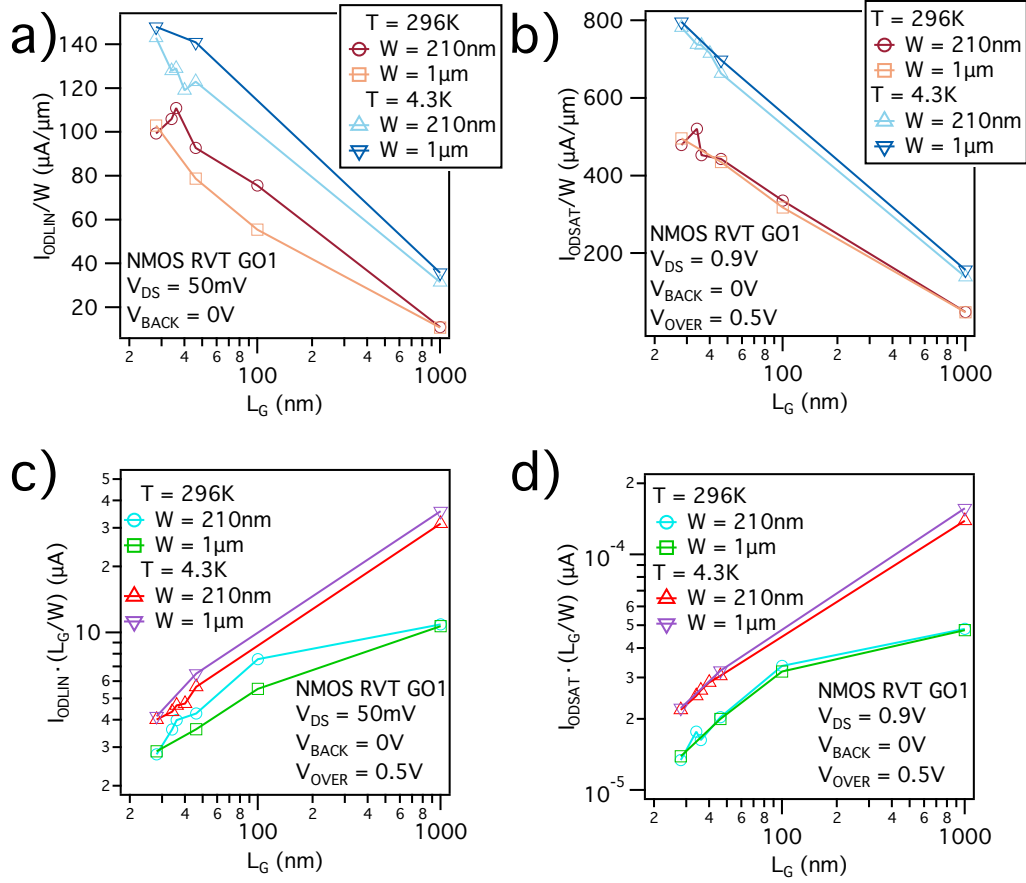 a)
I_ODLIN/W (µA/µm)
140
120
100
80
60
40
20
T = 296K
W = 210nm
W = 1µm
T = 4.3K
W = 210nm
W = 1µm
NMOS RVT GO1
V_DS = 50mV
V_BACK = 0V
2 4 6 8 100 2 4 6 8 1000
L_G (nm)
b)
I_ODSAT/W (µA/µm)
800
600
400
200
T = 296K
W = 210nm
W = 1µm
T = 4.3K
W = 210nm
W = 1µm
NMOS RVT GO1
V_DS = 0.9V
V_BACK = 0V
V_OVER = 0.5V
2 4 6 8 100 2 4 6 8 1000
L_G (nm)
c)
I_ODLIN·(L_G/W) (µA)
5
4
3
2
10
8
6
5
4
3
2
T = 296K
W = 210nm
W = 1µm
T = 4.3K
W = 210nm
W = 1µm
NMOS RVT GO1
V_DS = 50mV
V_BACK = 0V
V_OVER = 0.5V
2 4 6 8 100 2 4 6 8 1000
L_G (nm)
d)
I_ODSAT·(L_G/W) (µA)
2
10⁻⁴
8
6
5
4
3
2
10⁻⁵
T = 296K
W = 210nm
W = 1µm
T = 4.3K
W = 210nm
W = 1µm
NMOS RVT GO1
V_DS = 0.9V
V_BACK = 0V
V_OVER = 0.5V
2 4 6 8 100 2 4 6 8 1000
L_G (nm)